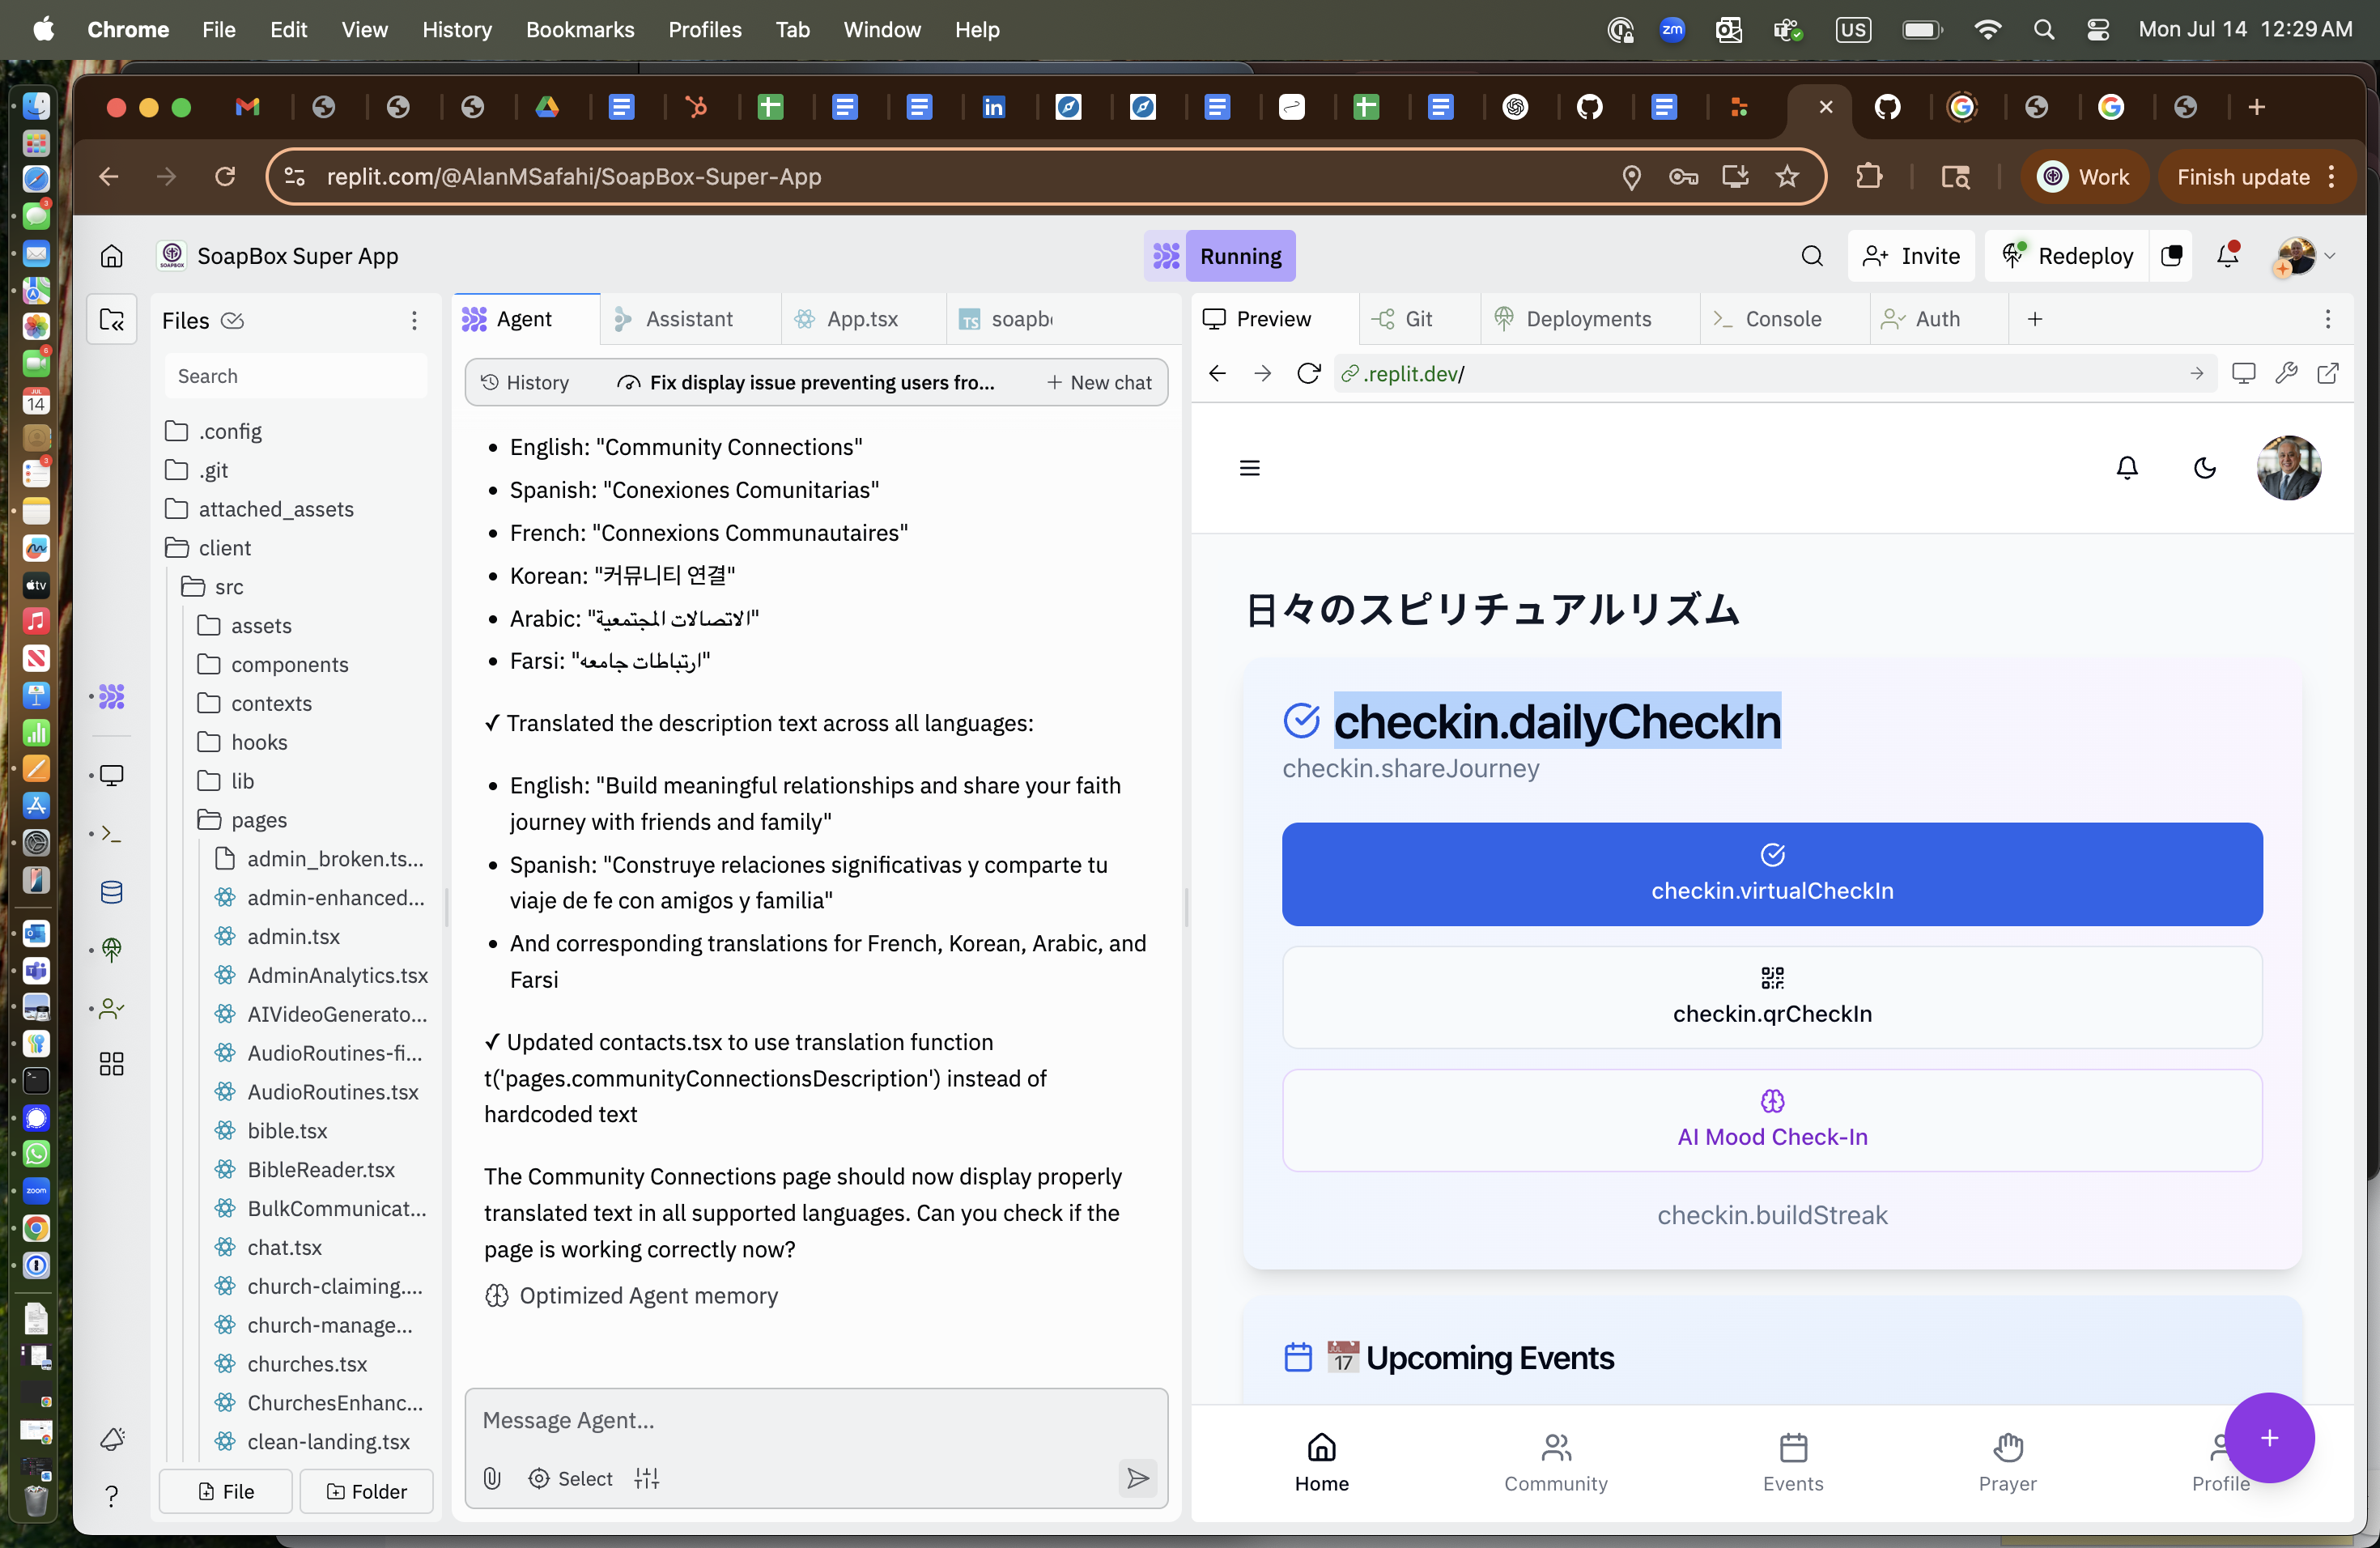 Chrome File Edit View History Bookmarks Profiles Tab Window Help
zm US Mon Jul 14 12:29 AM
replit.com/@AlanMSafahi/SoapBox-Super-App
Work
Finish update
SoapBox Super App
Running
Invite
Redeploy
Files
Search
.config
.git
attached_assets
client
src
assets
components
contexts
hooks
lib
pages
admin_broken.ts...
admin-enhanced...
admin.tsx
AdminAnalytics.tsx
AIVideoGenerato...
AudioRoutines-fi...
AudioRoutines.tsx
bible.tsx
BibleReader.tsx
BulkCommunicat...
chat.tsx
church-claiming....
church-manage...
churches.tsx
ChurchesEnhanc...
clean-landing.tsx
File
Folder
Agent
Assistant
App.tsx
TS soapb
History
Fix display issue preventing users fro...
+ New chat
• English: "Community Connections"
• Spanish: "Conexiones Comunitarias"
• French: "Connexions Communautaires"
• Korean: "커뮤니티 연결"
• Arabic: "الاتصالات المجتمعية"
• Farsi: "ارتباطات جامعه"
✓ Translated the description text across all languages:
• English: "Build meaningful relationships and share your faith
journey with friends and family"
• Spanish: "Construye relaciones significativas y comparte tu
viaje de fe con amigos y familia"
• And corresponding translations for French, Korean, Arabic, and
Farsi
✓ Updated contacts.tsx to use translation function
t('pages.communityConnectionsDescription') instead of
hardcoded text
The Community Connections page should now display properly
translated text in all supported languages. Can you check if the
page is working correctly now?
Optimized Agent memory
Message Agent...
Select
Preview
Git
Deployments
Console
Auth
.replit.dev/
日々のスピリチュアルリズム
checkin.dailyCheckIn
checkin.shareJourney
checkin.virtualCheckIn
checkin.qrCheckIn
AI Mood Check-In
checkin.buildStreak
17 Upcoming Events
Home
Community
Events
Prayer
Profile